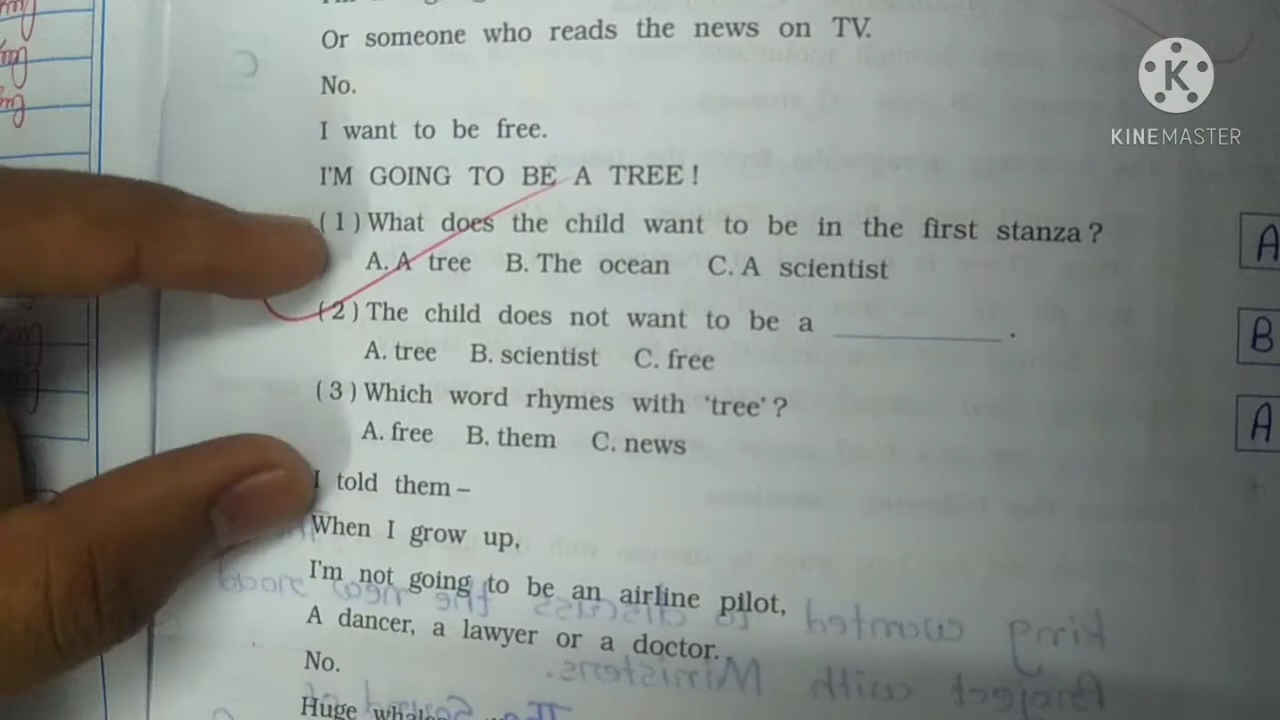 Or someone who reads the news on TV.
No.
I want to be free.
I'M GOING TO BE A TREE!
(1) What does the child want to be in the first stanza? A
A. A tree B. The ocean C. A scientist
(2) The child does not want to be a ________ . B
A. tree B. scientist C. free
(3) Which word rhymes with 'tree'? A
A. free B. them C. news
I told them –
When I grow up,
I'm not going to be an airline pilot,
A dancer, a lawyer or a doctor.
No.
Huge
K
KINEMASTER